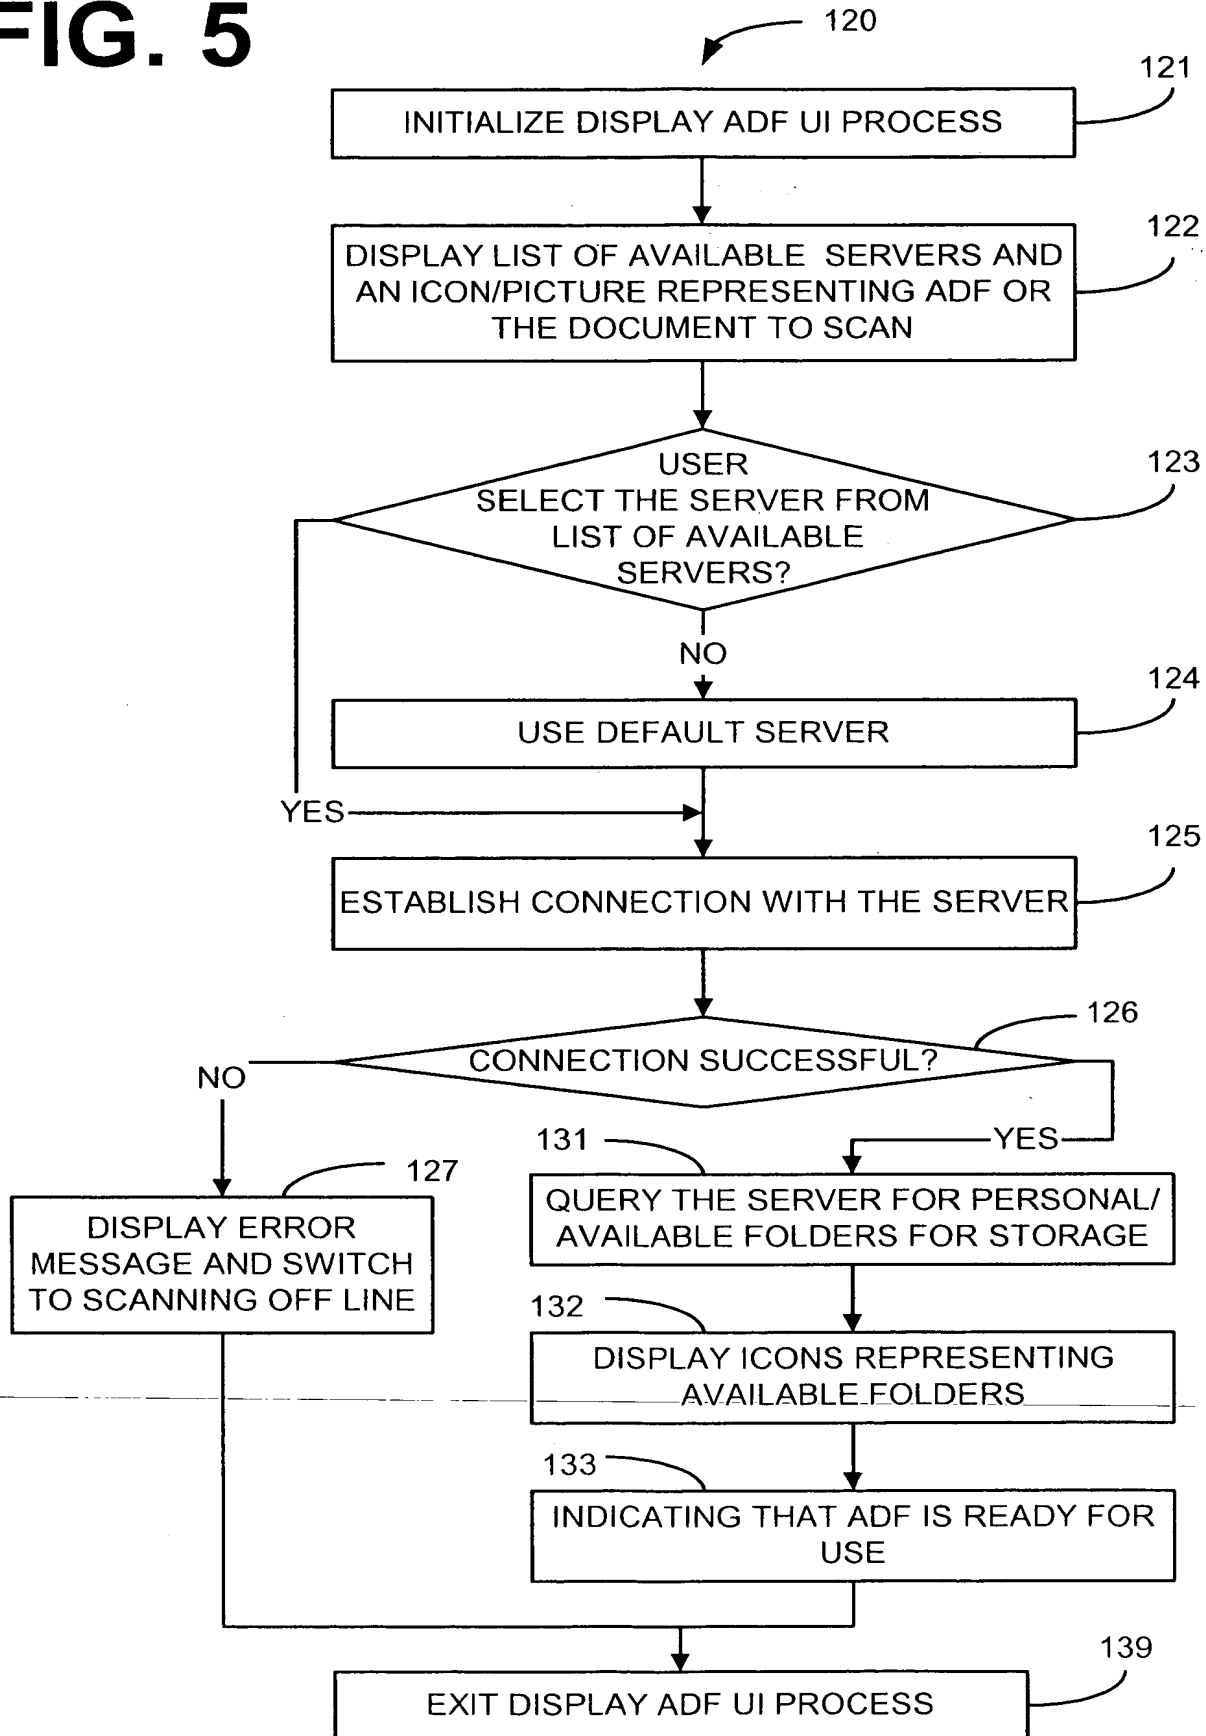 FIG. 5
120
121
INITIALIZE DISPLAY ADF UI PROCESS
122
DISPLAY LIST OF AVAILABLE SERVERS AND
AN ICON/PICTURE REPRESENTING ADF OR
THE DOCUMENT TO SCAN
123
USER
SELECT THE SERVER FROM
LIST OF AVAILABLE
SERVERS?
NO
124
USE DEFAULT SERVER
YES
125
ESTABLISH CONNECTION WITH THE SERVER
126
CONNECTION SUCCESSFUL?
NO
YES
127
DISPLAY ERROR
MESSAGE AND SWITCH
TO SCANNING OFF LINE
131
QUERY THE SERVER FOR PERSONAL/
AVAILABLE FOLDERS FOR STORAGE
132
DISPLAY ICONS REPRESENTING
AVAILABLE FOLDERS
133
INDICATING THAT ADF IS READY FOR
USE
139
EXIT DISPLAY ADF UI PROCESS